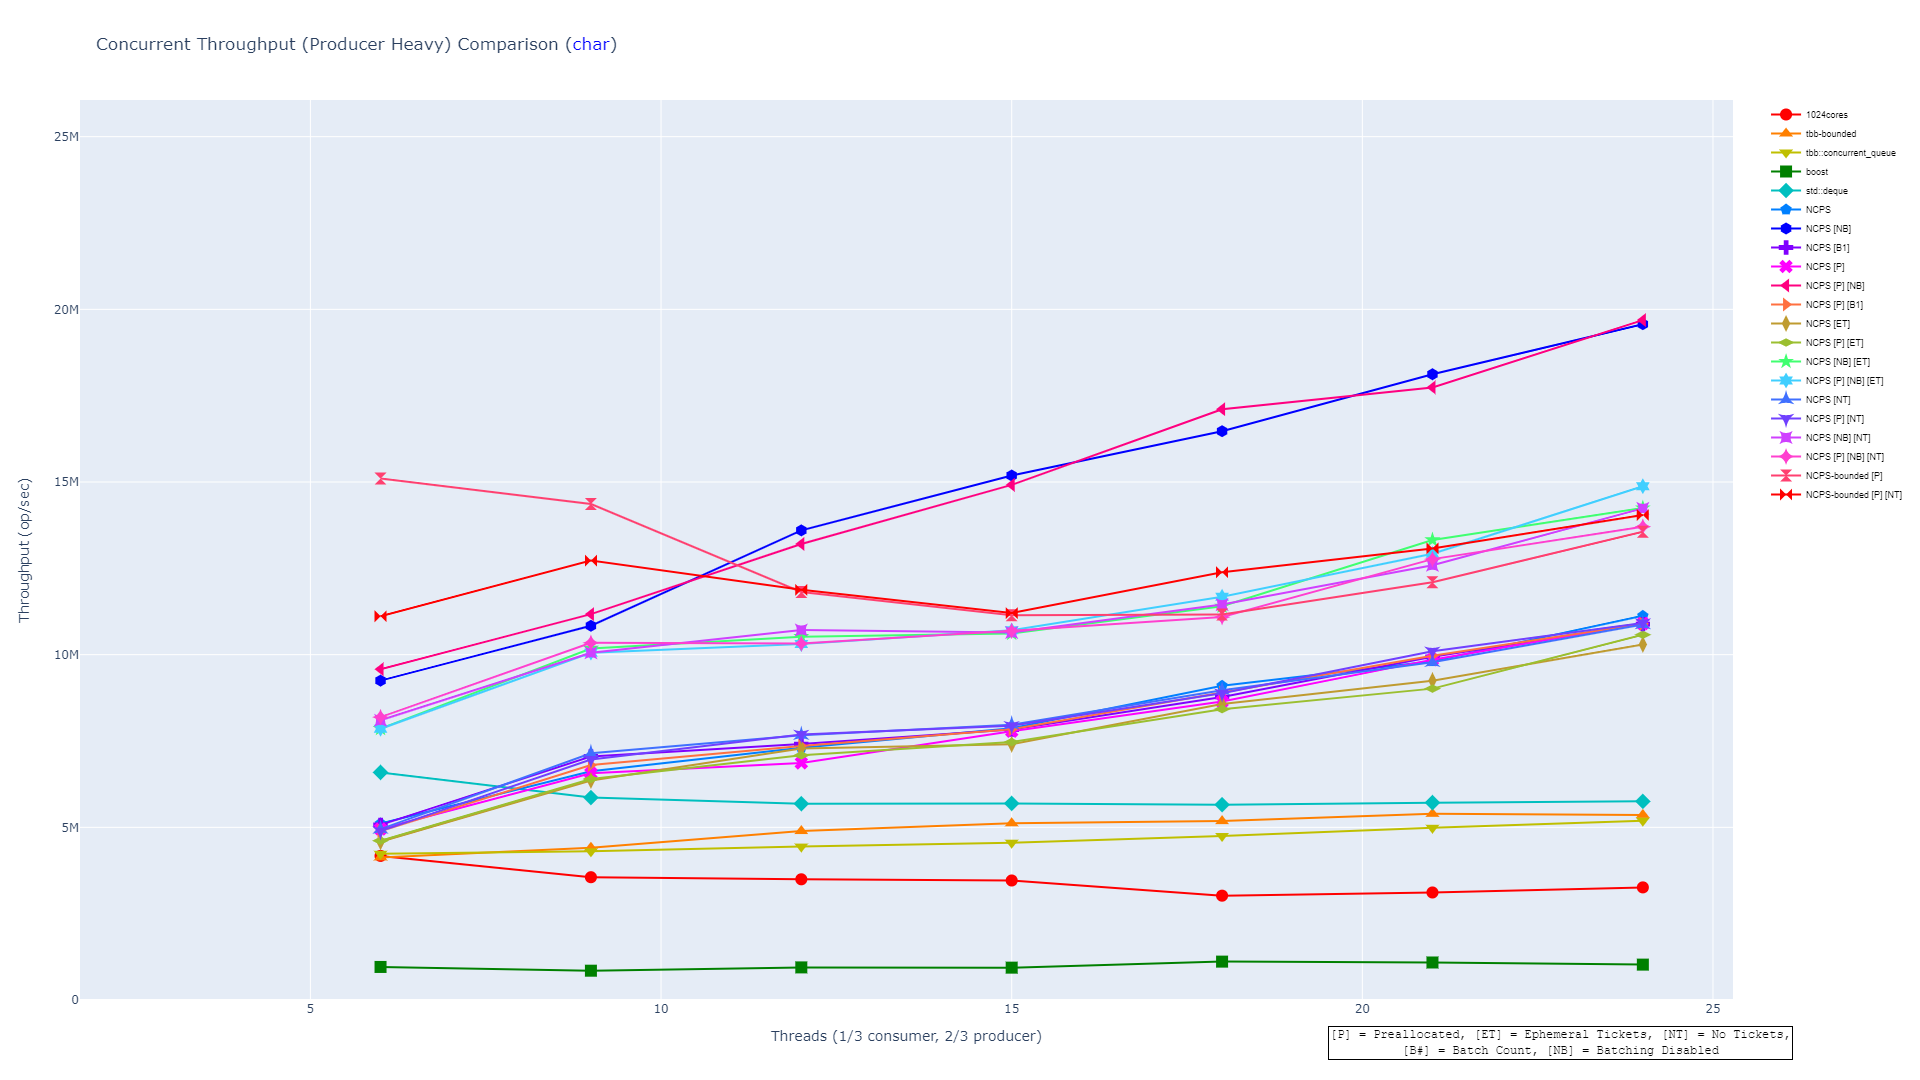 Concurrent Throughput (Producer Heavy) Comparison (char)
25M
20M
15M
10M
5M
0
Throughput (op/sec)
5
10
15
20
25
Threads (1/3 consumer, 2/3 producer)
1024cores
tbb-bounded
tbb::concurrent_queue
boost
std::deque
NCPS
NCPS [NB]
NCPS [B1]
NCPS [P]
NCPS [P] [NB]
NCPS [P] [B1]
NCPS [ET]
NCPS [P] [ET]
NCPS [NB] [ET]
NCPS [P] [NB] [ET]
NCPS [NT]
NCPS [P] [NT]
NCPS [NB] [NT]
NCPS [P] [NB] [NT]
NCPS-bounded [P]
NCPS-bounded [P] [NT]
[P] = Preallocated, [ET] = Ephemeral Tickets, [NT] = No Tickets,
[B#] = Batch Count, [NB] = Batching Disabled